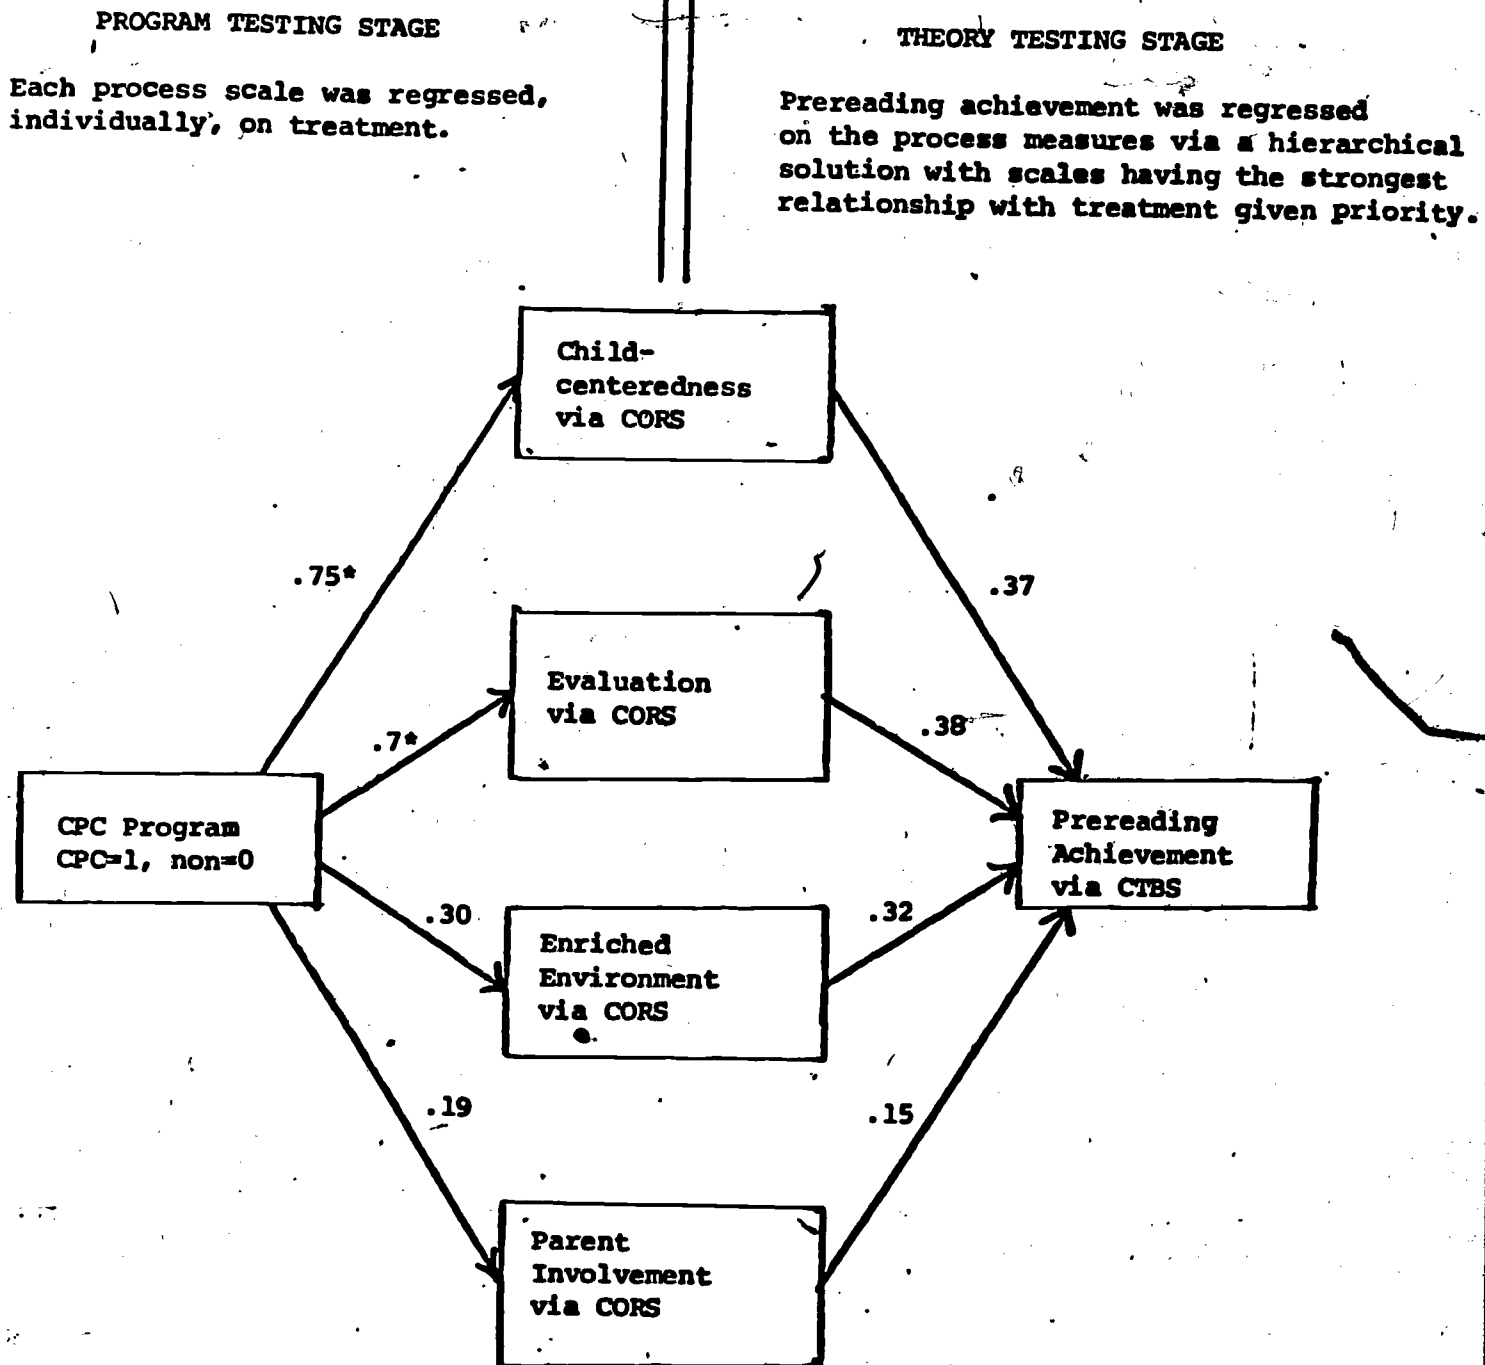 PROGRAM TESTING STAGE
Each process scale was regressed,
individually, on treatment.
THEORY TESTING STAGE
Prereading achievement was regressed
on the process measures via a hierarchical
solution with scales having the strongest
relationship with treatment given priority.
Child-
centeredness
via CORS
.75*
.37
Evaluation
via CORS
.7*
.38
CPC Program
CPC=1, non=0
Prereading
Achievement
via CTBS
.30
.32
Enriched
Environment
via CORS
.19
.15
Parent
Involvement
via CORS